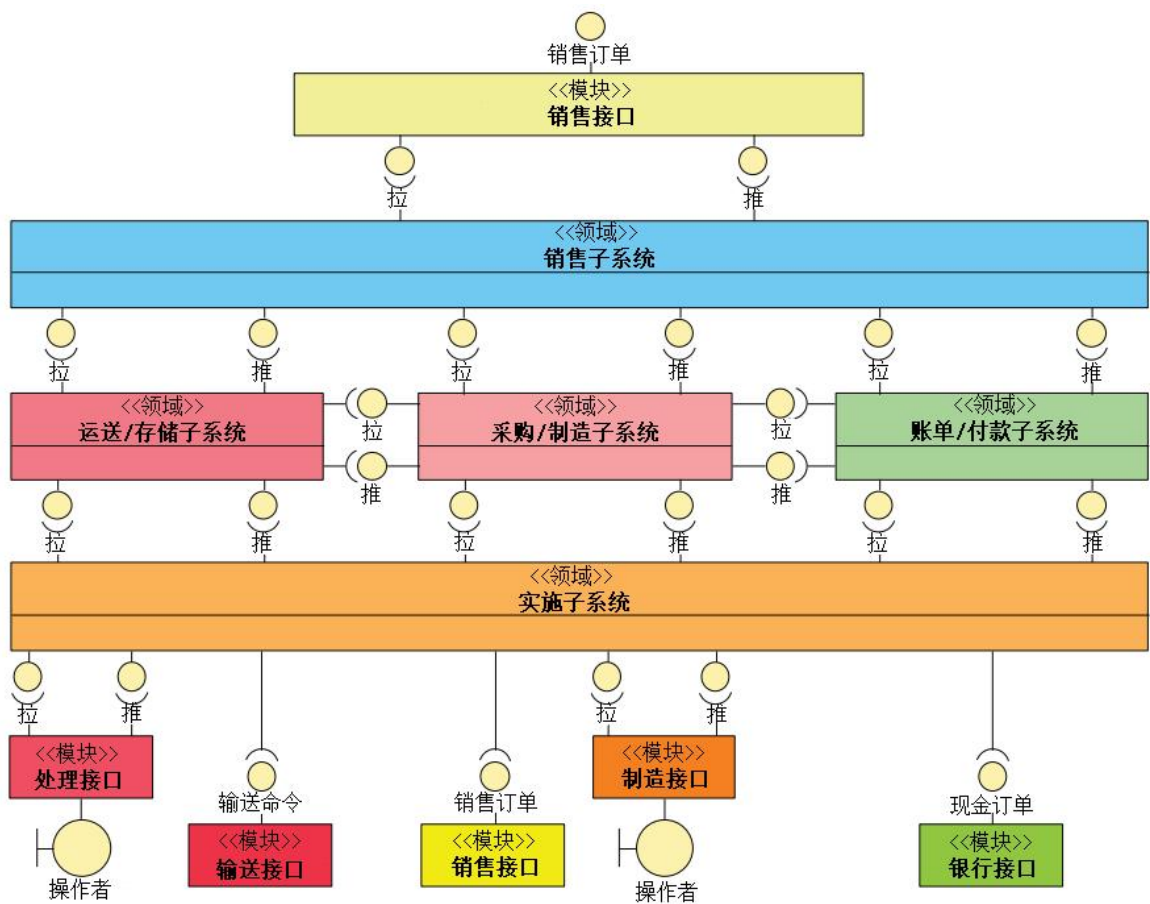 销售订单
<<模块>>
销售接口
拉
推
<<领域>>
销售子系统
拉
推
拉
推
拉
推
<<领域>>
运送/存储子系统
拉
推
<<领域>>
采购/制造子系统
拉
推
<<领域>>
账单/付款子系统
拉
推
拉
推
拉
推
<<领域>>
实施子系统
拉
推
拉
推
<<模块>>
处理接口
操作者
输送命令
<<模块>>
输送接口
销售订单
<<模块>>
销售接口
<<模块>>
制造接口
操作者
现金订单
<<模块>>
银行接口